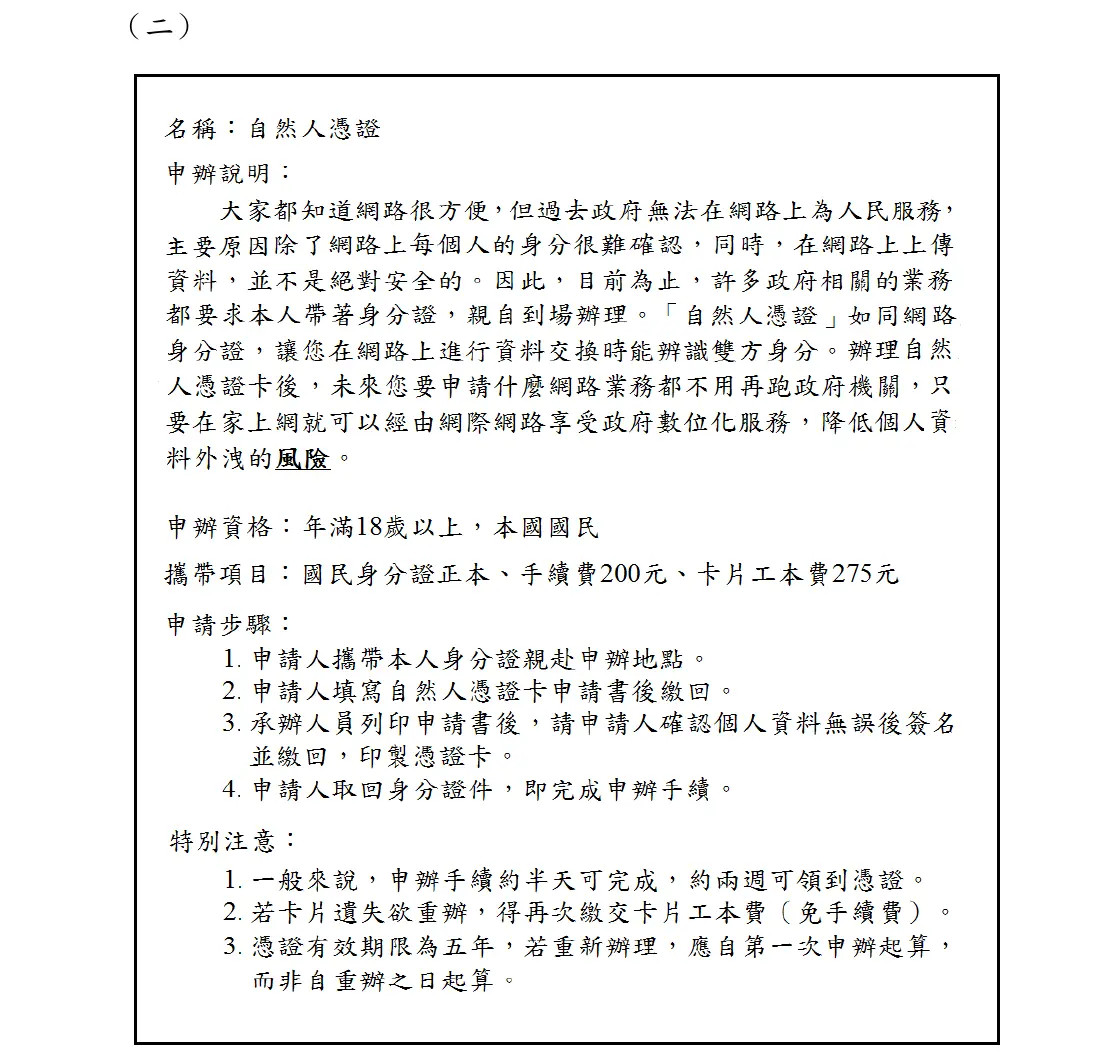 （二）
名稱：自然人憑證
申辦說明：
大家都知道網路很方便，但過去政府無法在網路上為人民服務，
主要原因除了網路上每個人的身分很難確認，同時，在網路上上傳
資料，並不是絕對安全的。因此，目前為止，許多政府相關的業務
都要求本人帶著身分證，親自到場辦理。「自然人憑證」如同網路
身分證，讓您在網路上進行資料交換時能辨識雙方身分。辦理自然
人憑證卡後，未來您要申請什麼網路業務都不用再跑政府機關，只
要在家上網就可以經由網際網路享受政府數位化服務，降低個人資
料外洩的風險。
申辦資格：年滿18歲以上，本國國民
攜帶項目：國民身分證正本、手續費200元、卡片工本費275元
申請步驟：
1. 申請人攜帶本人身分證親赴申辦地點。
2. 申請人填寫自然人憑證卡申請書後繳回。
3. 承辦人員列印申請書後，請申請人確認個人資料無誤後簽名
並繳回，印製憑證卡。
4. 申請人取回身分證件，即完成申辦手續。
特別注意：
1. 一般來說，申辦手續約半天可完成，約兩週可領到憑證。
2. 若卡片遺失欲重辦，得再次繳交卡片工本費（免手續費）。
3. 憑證有效期限為五年，若重新辦理，應自第一次申辦起算，
而非自重辦之日起算。